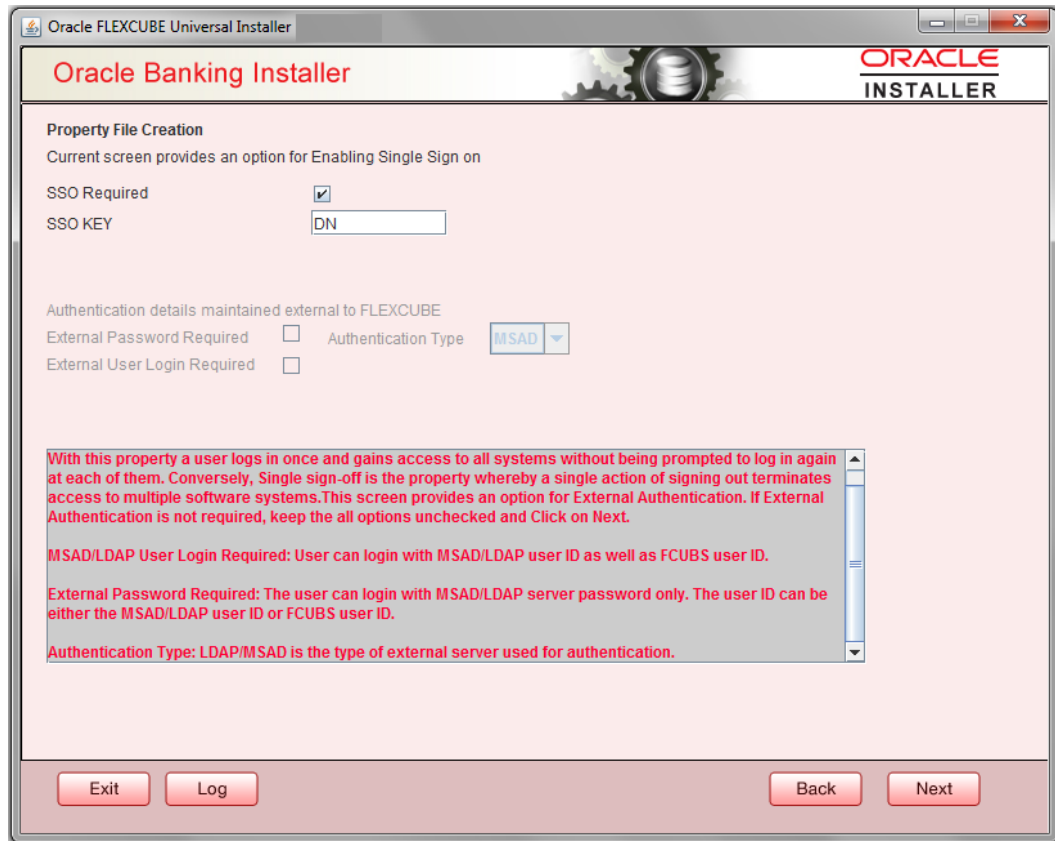 Oracle FLEXCUBE Universal Installer
Oracle Banking Installer
ORACLE
INSTALLER
Property File Creation
Current screen provides an option for Enabling Single Sign on
SSO Required
SSO KEY
DN
Authentication details maintained external to FLEXCUBE
External Password Required
Authentication Type
MSAD
External User Login Required
With this property a user logs in once and gains access to all systems without being prompted to log in again
at each of them. Conversely, Single sign-off is the property whereby a single action of signing out terminates
access to multiple software systems.This screen provides an option for External Authentication. If External
Authentication is not required, keep the all options unchecked and Click on Next.
MSAD/LDAP User Login Required: User can login with MSAD/LDAP user ID as well as FCUBS user ID.
External Password Required: The user can login with MSAD/LDAP server password only. The user ID can be
either the MSAD/LDAP user ID or FCUBS user ID.
Authentication Type: LDAP/MSAD is the type of external server used for authentication.
Exit
Log
Back
Next